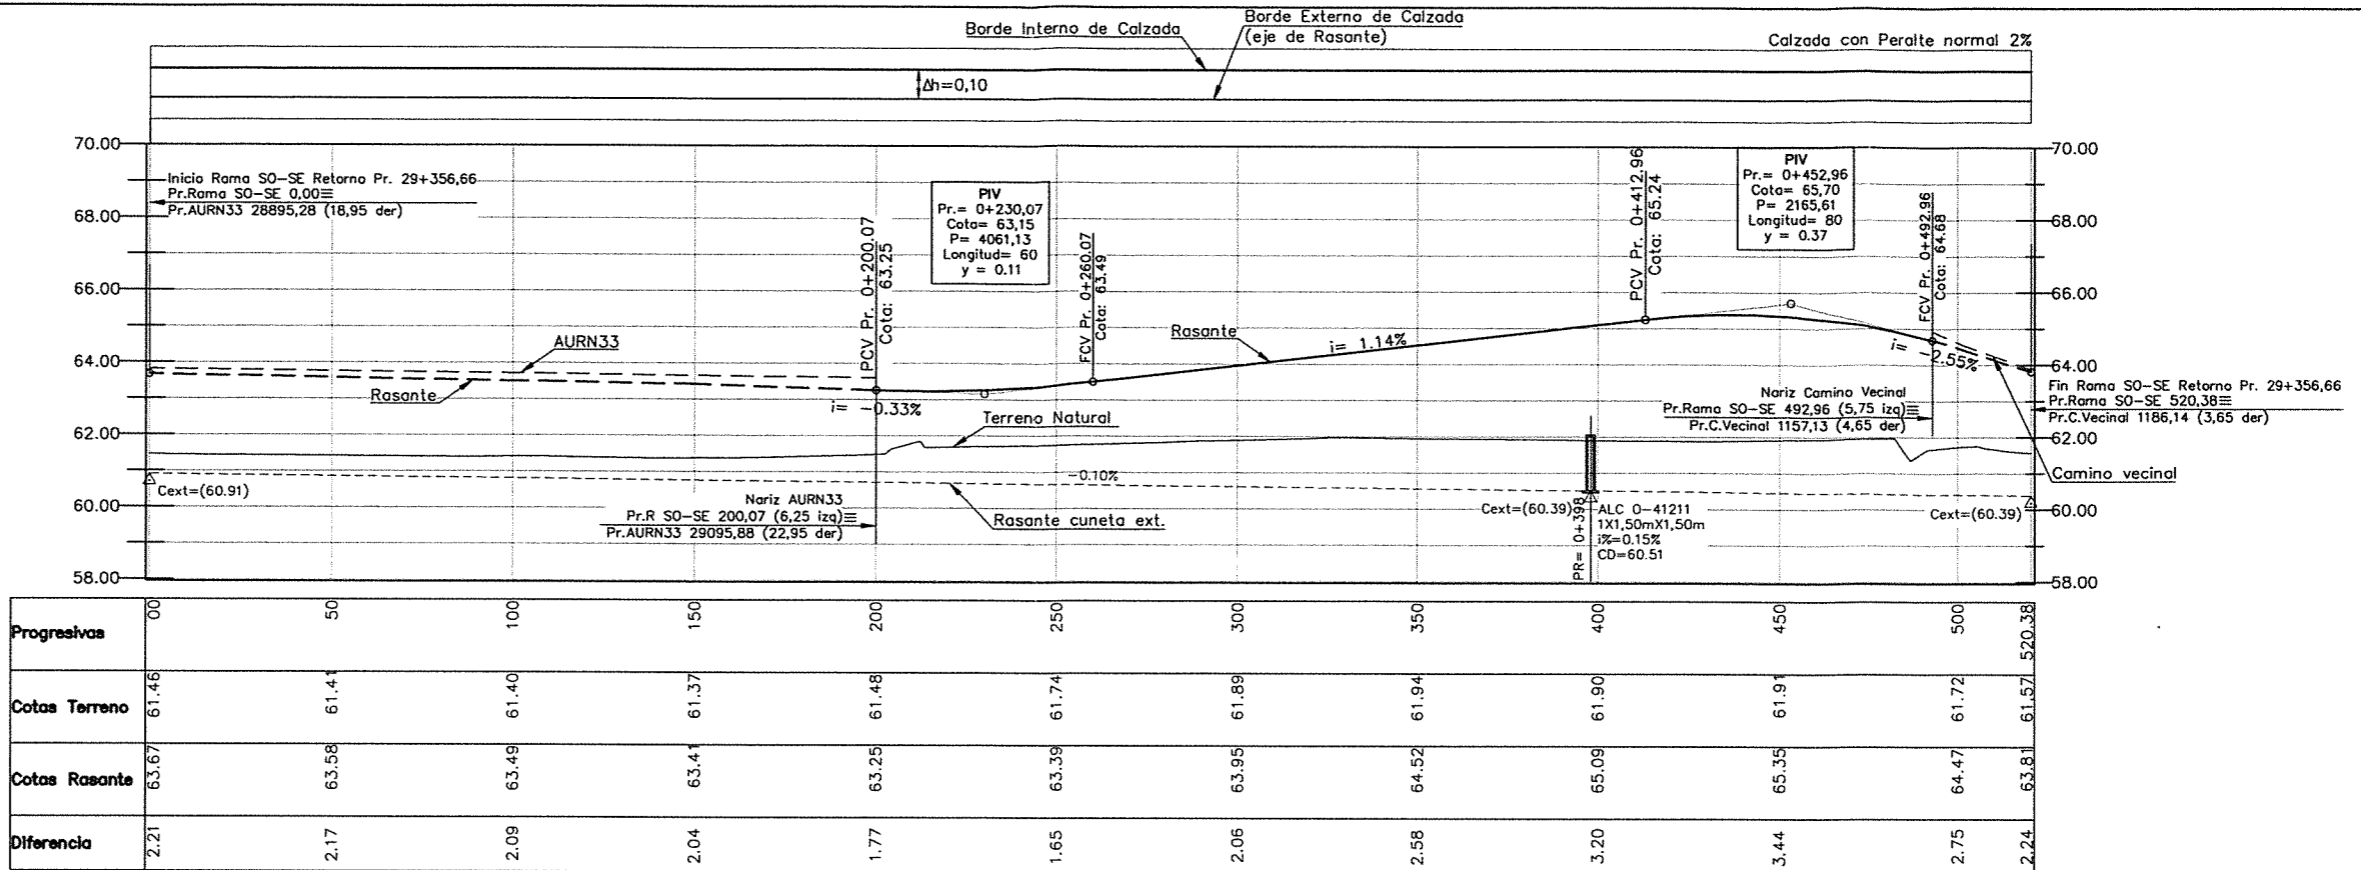 Borde Interno de Calzada
Borde Externo de Calzada
(eje de Rasante)
Calzada con Peralte normal 2%
Δh=0,10
70.00
68.00
66.00
64.00
62.00
60.00
58.00
70.00
68.00
66.00
64.00
62.00
60.00
58.00
Inicio Rama SO-SE Retorno Pr. 29+356,66
Pr.Rama SO-SE 0,00≡
Pr.AURN33 28895,28 (18,95 der)
AURN33
Rasante
PCV Pr. 0+200.07
Cota: 63.25
PIV
Pr.= 0+230,07
Cota= 63,15
P= 4061,13
Longitud= 60
y = 0.11
FCV Pr. 0+260.07
Cota: 63.49
i= -0.33%
Terreno Natural
Rasante
i= 1.14%
PCV Pr. 0+412.96
Cota: 65.24
PIV
Pr.= 0+452,96
Cota= 65,70
P= 2165,61
Longitud= 80
y = 0.37
FCV Pr. 0+492.96
Cota: 64.68
i= -2.55%
Nariz Camino Vecinal
Pr.Rama SO-SE 492,96 (5,75 izq)≡
Pr.C.Vecinal 1157,13 (4,65 der)
Fin Rama SO-SE Retorno Pr. 29+356,66
Pr.Rama SO-SE 520,38≡
Pr.C.Vecinal 1186,14 (3,65 der)
Camino vecinal
Cext=(60.91)
Nariz AURN33
Pr.R SO-SE 200,07 (6,25 izq)≡
Pr.AURN33 29095,88 (22,95 der)
-0.10%
Rasante cuneta ext.
Cext=(60.39)
PR= 0+398
ALC O-41211
1X1,50mX1,50m
i%=0.15%
CD=60.51
Cext=(60.39)
Progresivas 00 50 100 150 200 250 300 350 400 450 500 520.38
Cotas Terreno 61.46 61.41 61.40 61.37 61.48 61.74 61.89 61.94 61.90 61.91 61.72 61.57
Cotas Rasante 63.67 63.58 63.49 63.41 63.25 63.39 63.95 64.52 65.09 65.35 64.47 63.81
Diferencia 2.21 2.17 2.09 2.04 1.77 1.65 2.06 2.58 3.20 3.44 2.75 2.24